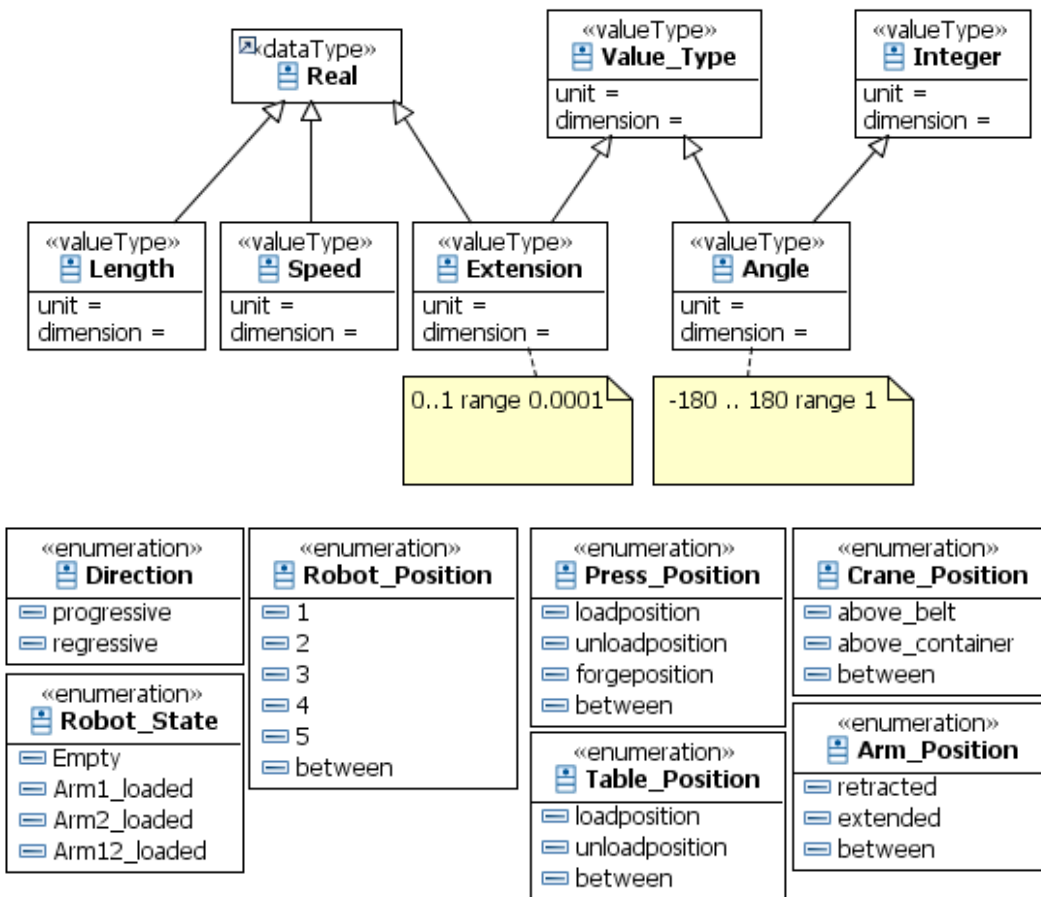 «dataType»
Real
«valueType»
Value_Type
unit =
dimension =
«valueType»
Integer
unit =
dimension =
«valueType»
Length
unit =
dimension =
«valueType»
Speed
unit =
dimension =
«valueType»
Extension
unit =
dimension =
«valueType»
Angle
unit =
dimension =
0..1 range 0.0001
-180 .. 180 range 1
«enumeration»
Direction
progressive
regressive
«enumeration»
Robot_State
Empty
Arm1_loaded
Arm2_loaded
Arm12_loaded
«enumeration»
Robot_Position
1
2
3
4
5
between
«enumeration»
Press_Position
loadposition
unloadposition
forgeposition
between
«enumeration»
Table_Position
loadposition
unloadposition
between
«enumeration»
Crane_Position
above_belt
above_container
between
«enumeration»
Arm_Position
retracted
extended
between